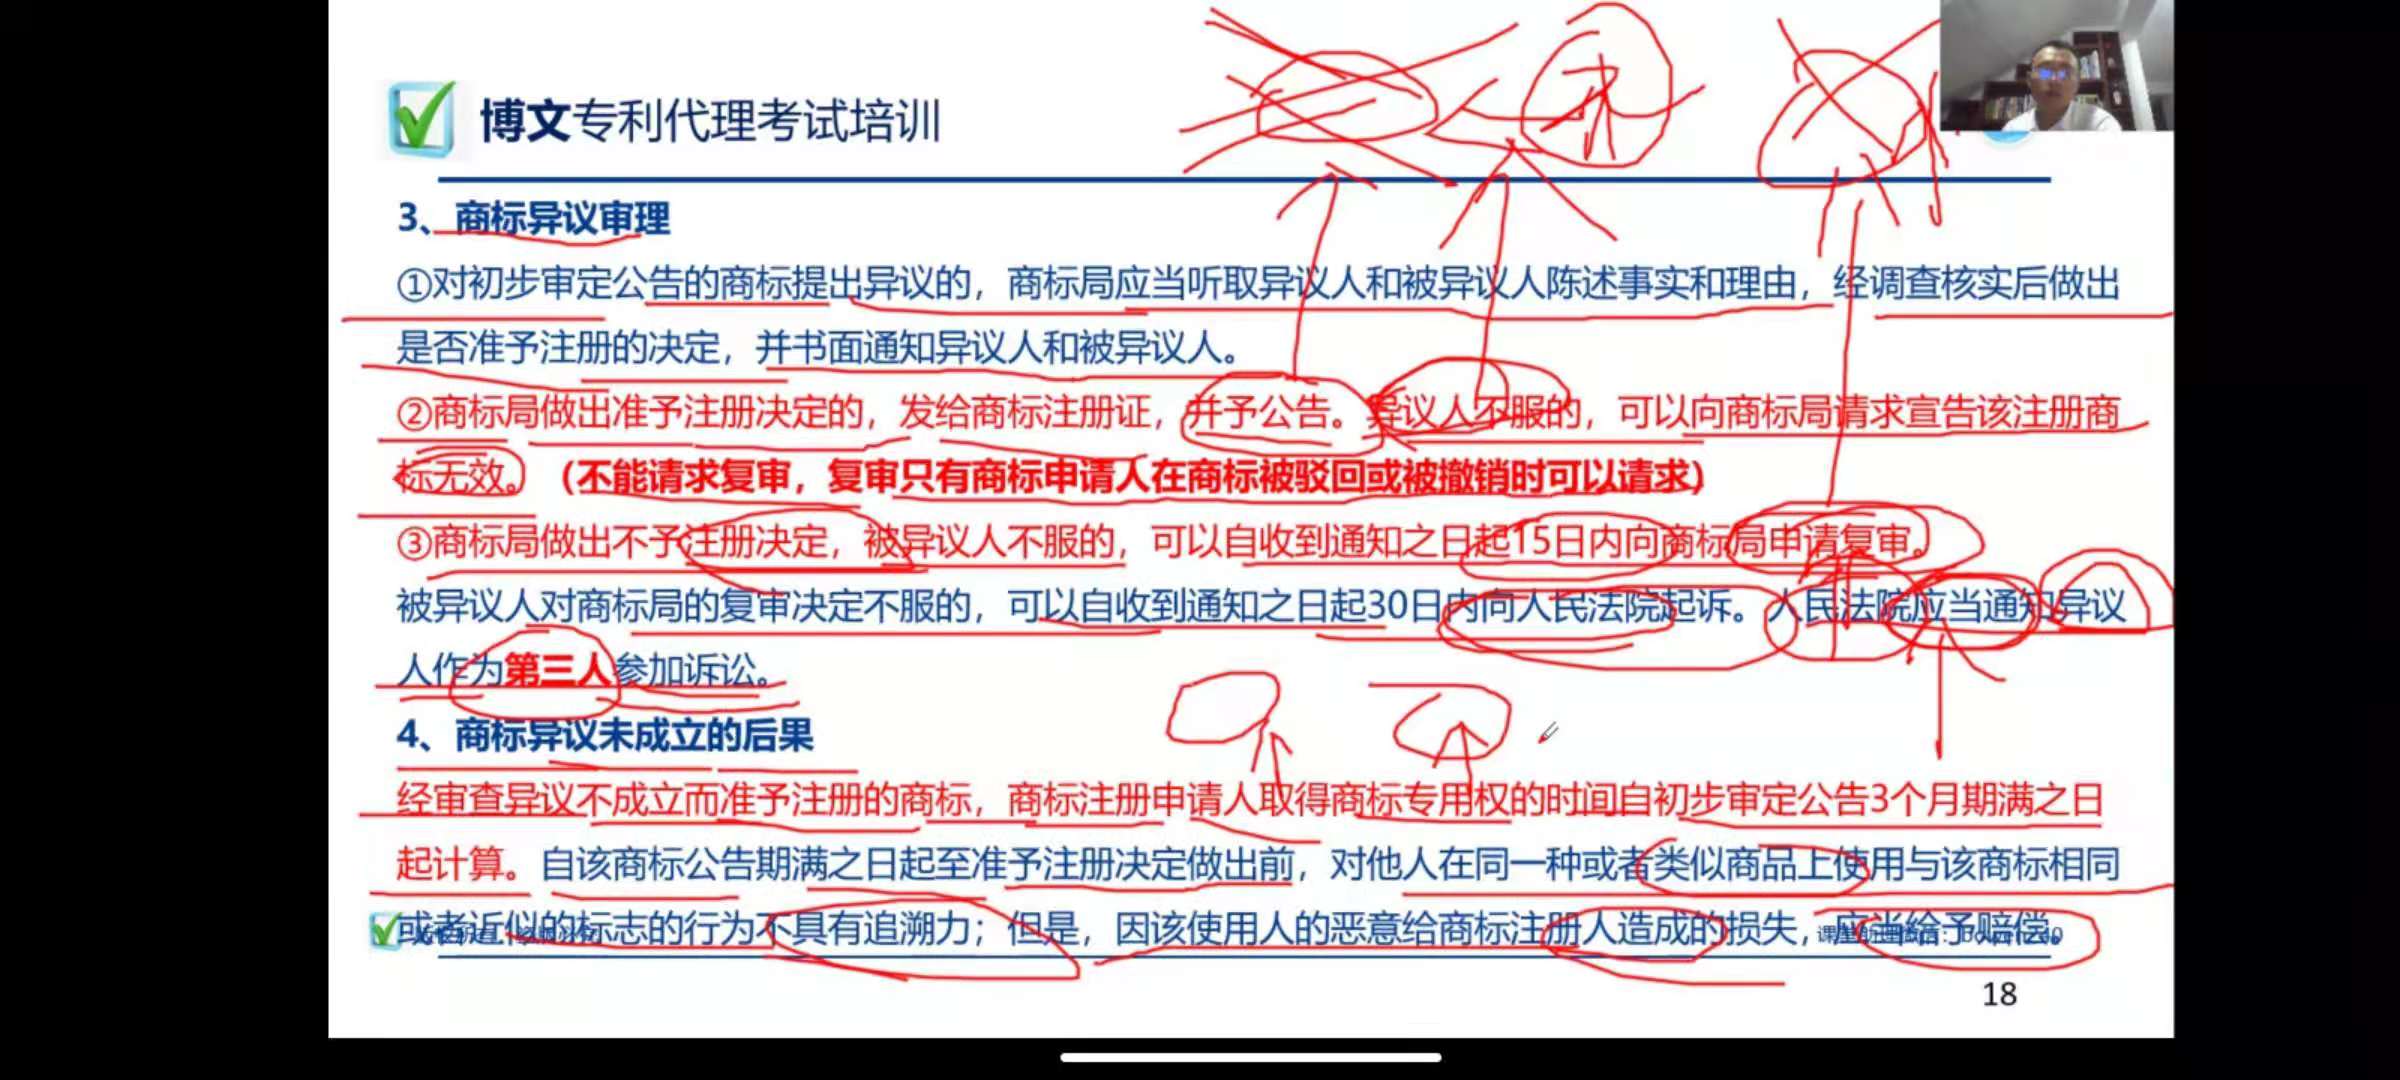 博文专利代理考试培训
3、商标异议审理
①对初步审定公告的商标提出异议的，商标局应当听取异议人和被异议人陈述事实和理由，经调查核实后做出
是否准予注册的决定，并书面通知异议人和被异议人。
②商标局做出准予注册决定的，发给商标注册证，并予公告。异议人不服的，可以向商标局请求宣告该注册商
标无效。（不能请求复审，复审只有商标申请人在商标被驳回或被撤销时可以请求）
③商标局做出不予注册决定，被异议人不服的，可以自收到通知之日起15日内向商标局申请复审。
被异议人对商标局的复审决定不服的，可以自收到通知之日起30日内向人民法院起诉。人民法院应当通知异议
人作为第三人参加诉讼。
4、商标异议未成立的后果
经审查异议不成立而准予注册的商标，商标注册申请人取得商标专用权的时间自初步审定公告3个月期满之日
起计算。自该商标公告期满之日起至准予注册决定做出前，对他人在同一种或者类似商品上使用与该商标相同
或者近似的标志的行为不具有追溯力；但是，因该使用人的恶意给商标注册人造成的损失，应当给予赔偿。
18